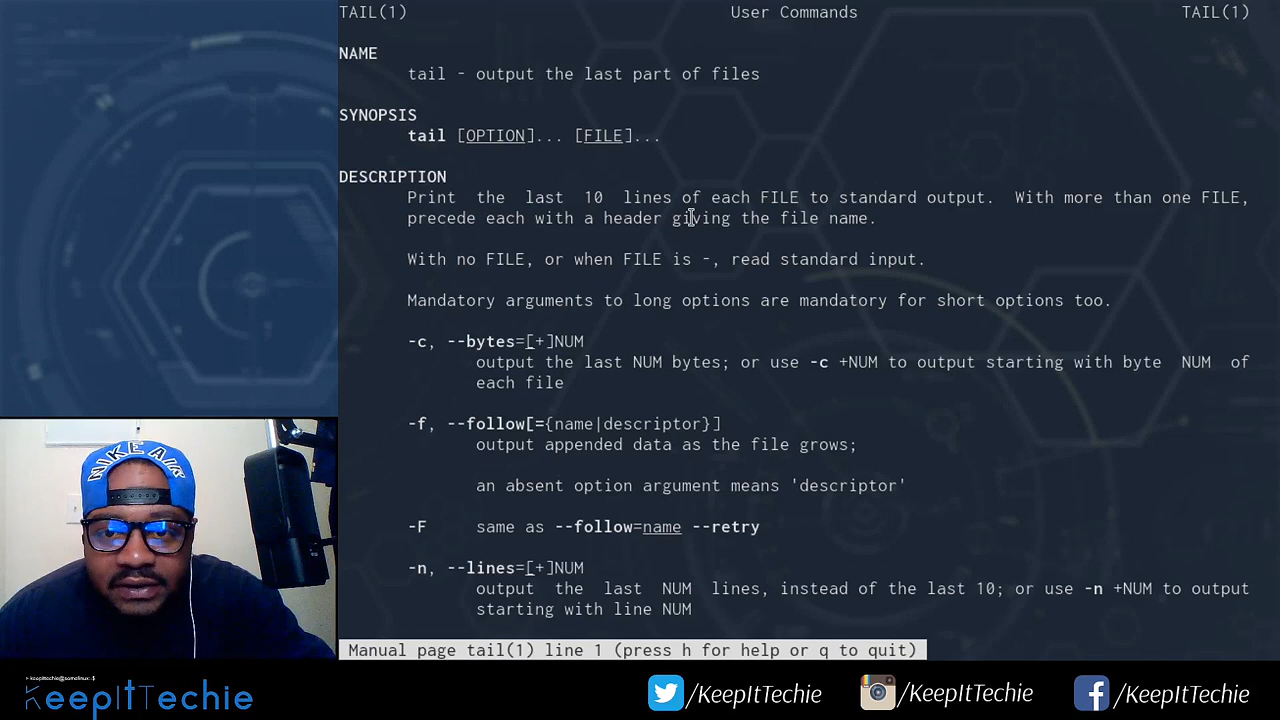 TAIL(1) User Commands TAIL(1)
NAME
tail - output the last part of files
SYNOPSIS
tail [OPTION]... [FILE]...
DESCRIPTION
Print the last 10 lines of each FILE to standard output. With more than one FILE,
precede each with a header giving the file name.
With no FILE, or when FILE is -, read standard input.
Mandatory arguments to long options are mandatory for short options too.
-c, --bytes=[+]NUM
output the last NUM bytes; or use -c +NUM to output starting with byte NUM of
each file
-f, --follow[={name|descriptor}]
output appended data as the file grows;
an absent option argument means 'descriptor'
-F same as --follow=name --retry
-n, --lines=[+]NUM
output the last NUM lines, instead of the last 10; or use -n +NUM to output
starting with line NUM
Manual page tail(1) line 1 (press h for help or q to quit)
NIKE AIR
KeepItTechie
/KeepItTechie /KeepItTechie /KeepItTechie